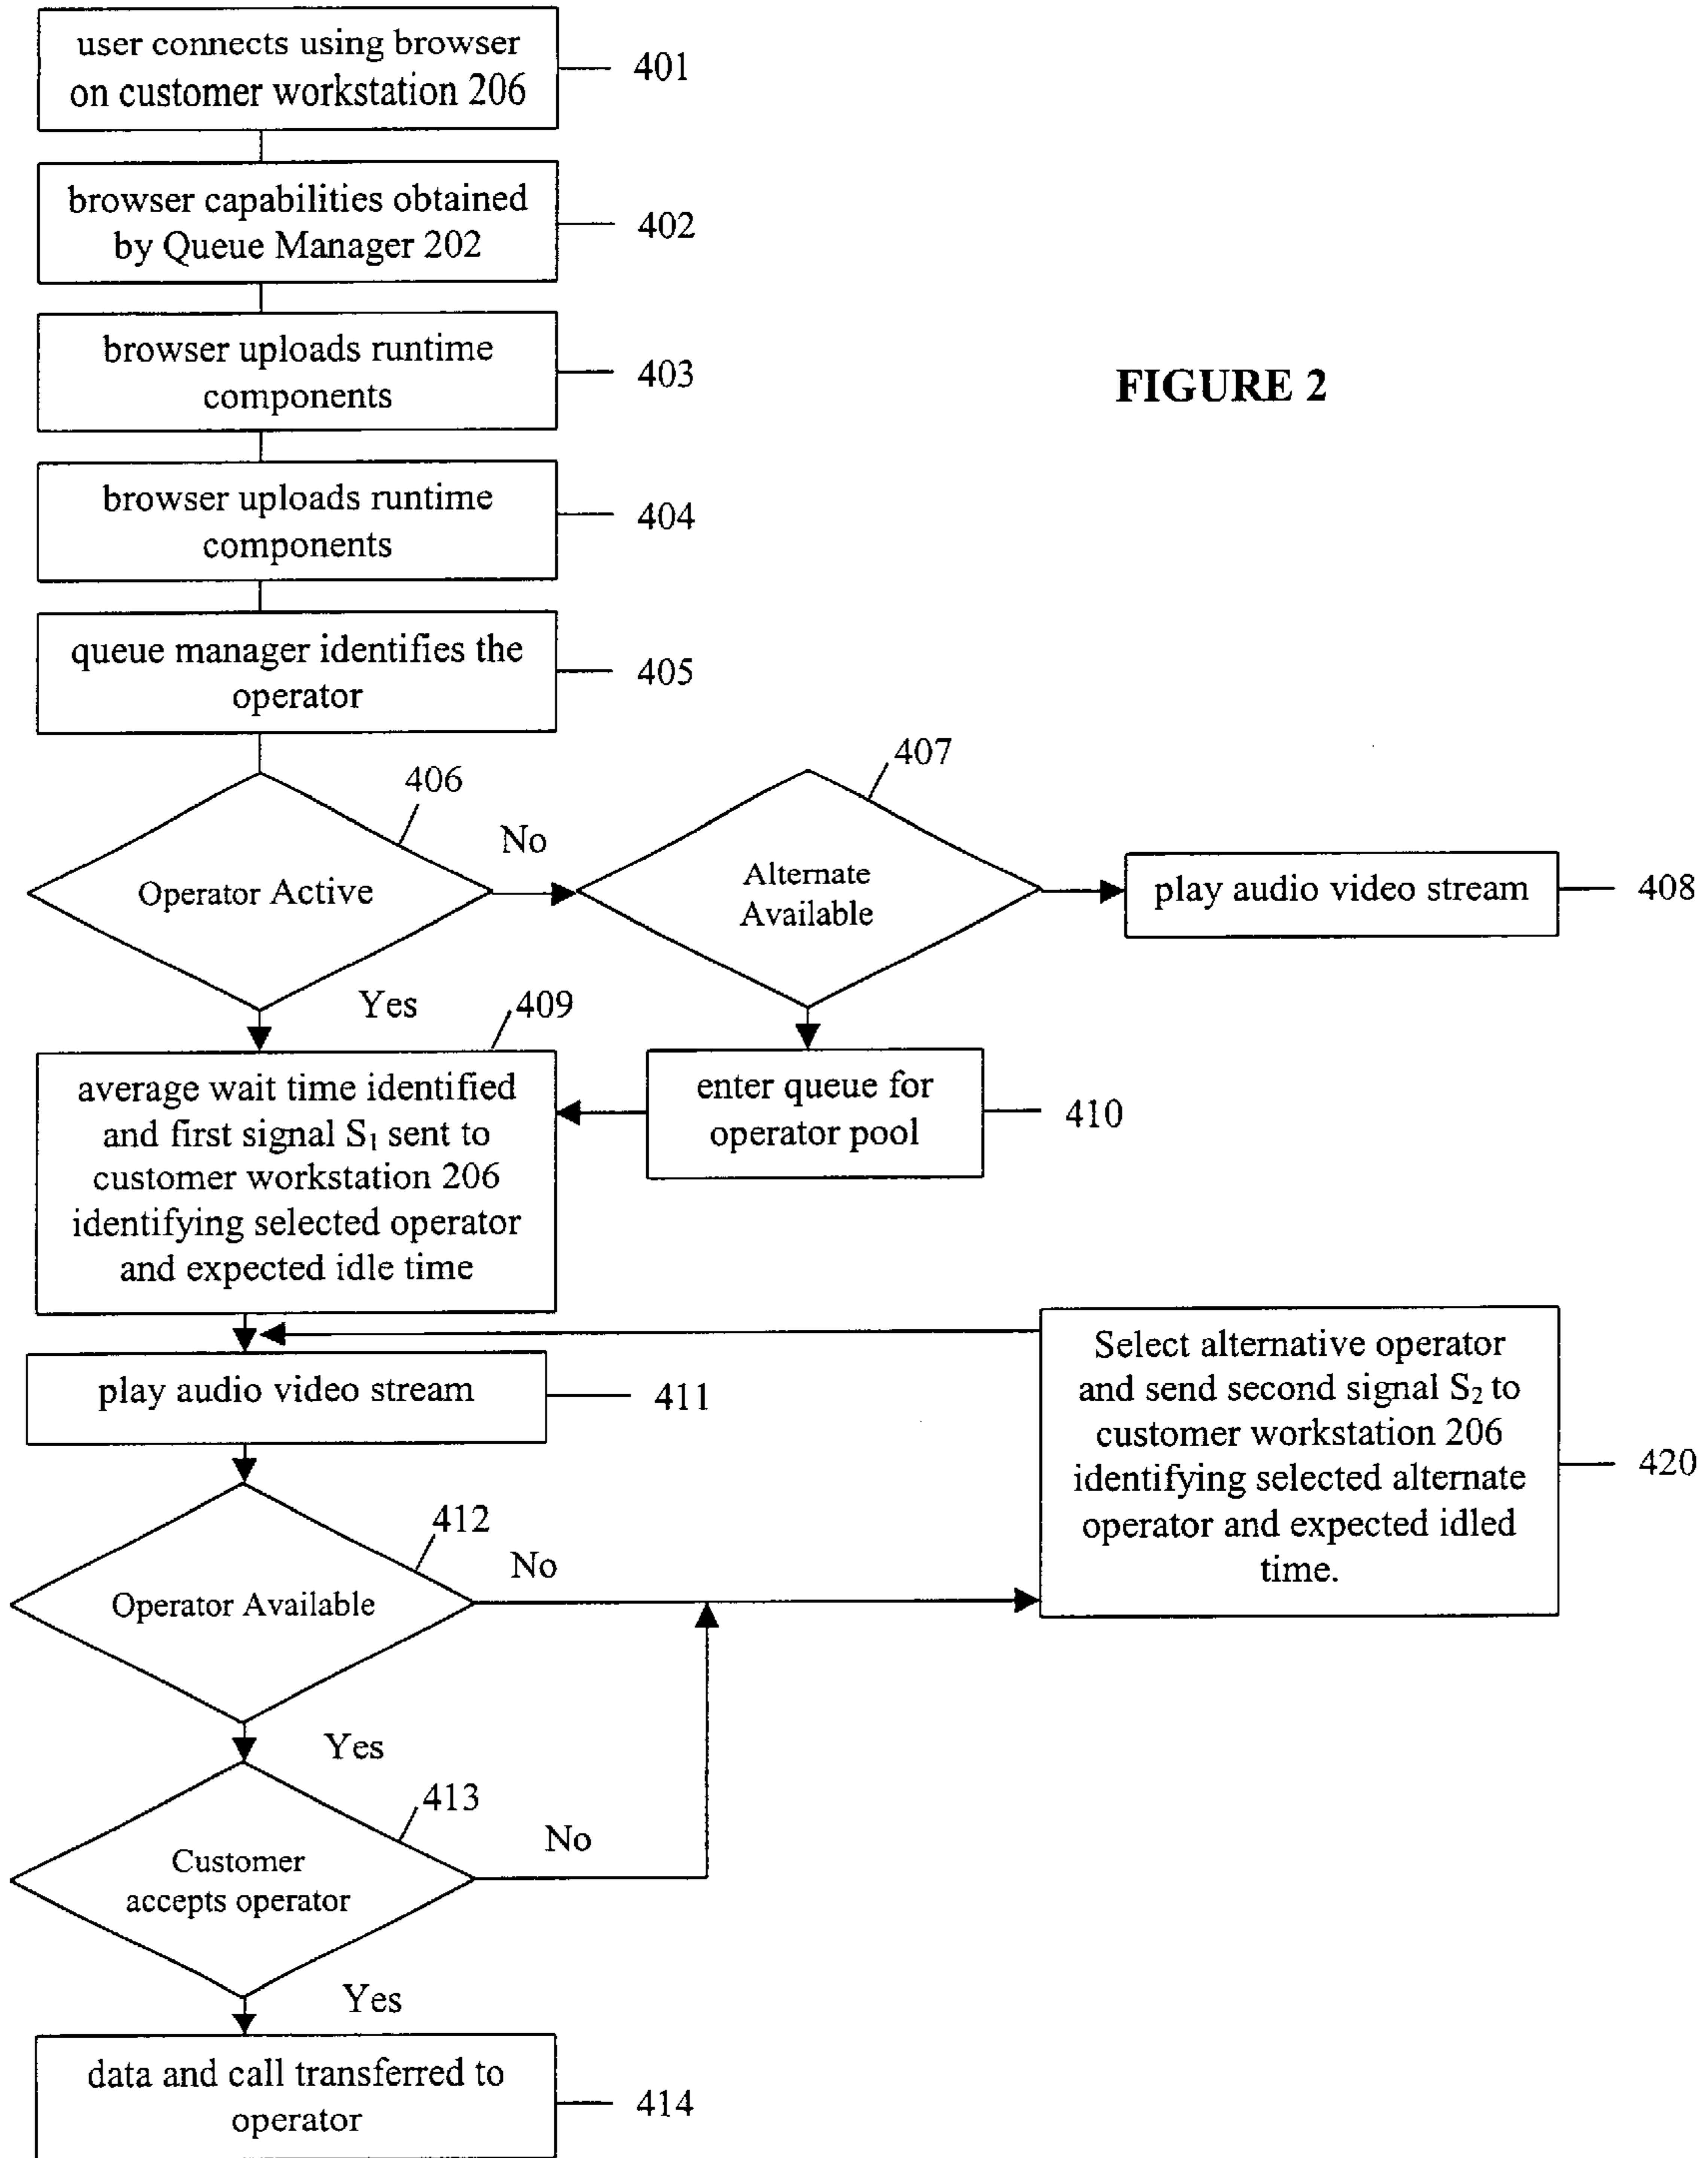 user connects using browser
on customer workstation 206
401
browser capabilities obtained
by Queue Manager 202
402
browser uploads runtime
components
403
FIGURE 2
browser uploads runtime
components
404
queue manager identifies the
operator
405
406
407
No
Operator Active
Alternate
Available
play audio video stream
408
Yes
409
average wait time identified
and first signal S₁ sent to
customer workstation 206
identifying selected operator
and expected idle time
enter queue for
operator pool
410
play audio video stream
411
Select alternative operator
and send second signal S₂ to
customer workstation 206
identifying selected alternate
operator and expected idled
time.
420
412
No
Operator Available
Yes
413
No
Customer
accepts operator
Yes
data and call transferred to
operator
414